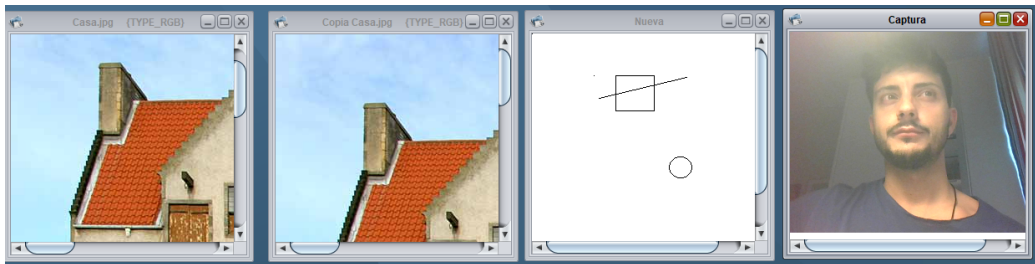 Casa.jpg (TYPE_RGB)
Copia Casa.jpg (TYPE_RGB)
Nueva
Captura